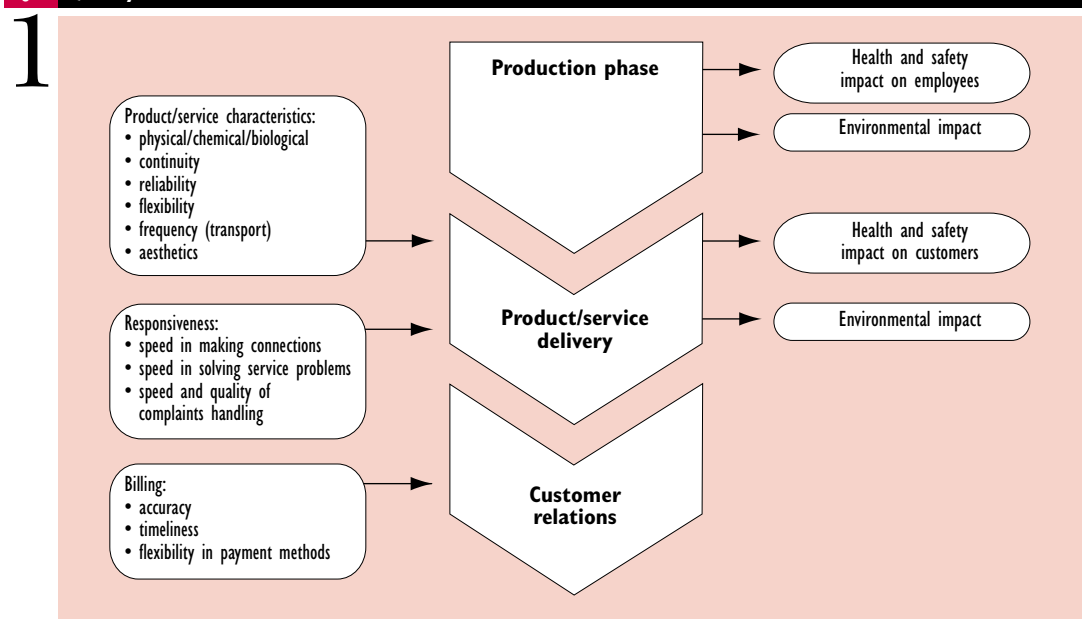 1
Production phase
Health and safety
impact on employees
Environmental impact
Product/service characteristics:
• physical/chemical/biological
• continuity
• reliability
• flexibility
• frequency (transport)
• aesthetics
Health and safety
impact on customers
Product/service
delivery
Environmental impact
Responsiveness:
• speed in making connections
• speed in solving service problems
• speed and quality of
complaints handling
Billing:
• accuracy
• timeliness
• flexibility in payment methods
Customer
relations